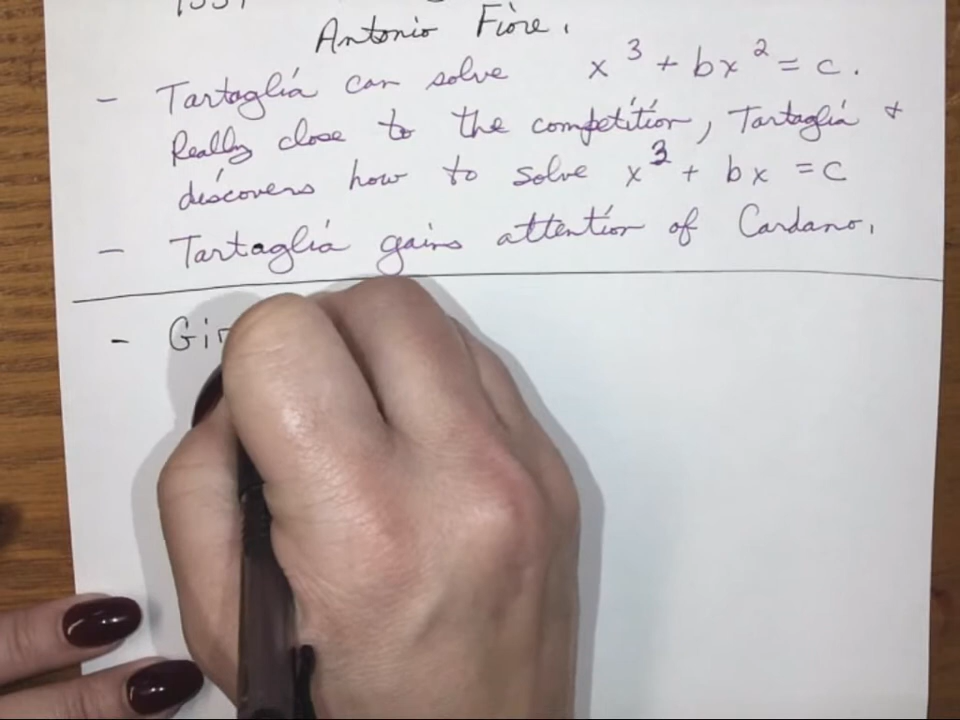 Antonio Fiore.
- Tartaglia can solve x³ + bx² = c.
Really close to the competition, Tartaglia +
discovers how to solve x³ + bx = c
- Tartaglia gains attention of Cardano.
- Gir